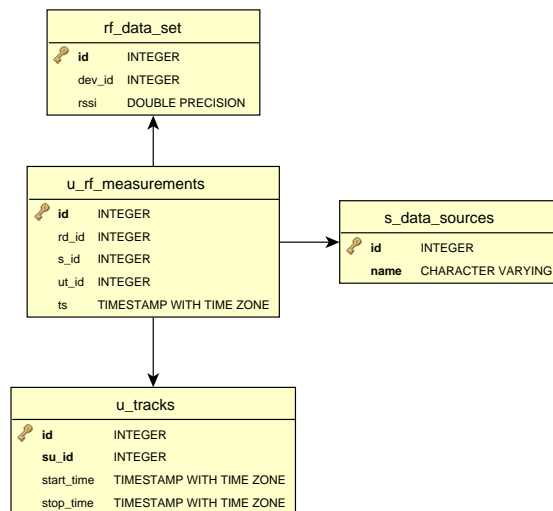 rf_data_set
id INTEGER
dev_id INTEGER
rssi DOUBLE PRECISION
u_rf_measurements
id INTEGER
rd_id INTEGER
s_id INTEGER
ut_id INTEGER
ts TIMESTAMP WITH TIME ZONE
s_data_sources
id INTEGER
name CHARACTER VARYING
u_tracks
id INTEGER
su_id INTEGER
start_time TIMESTAMP WITH TIME ZONE
stop_time TIMESTAMP WITH TIME ZONE